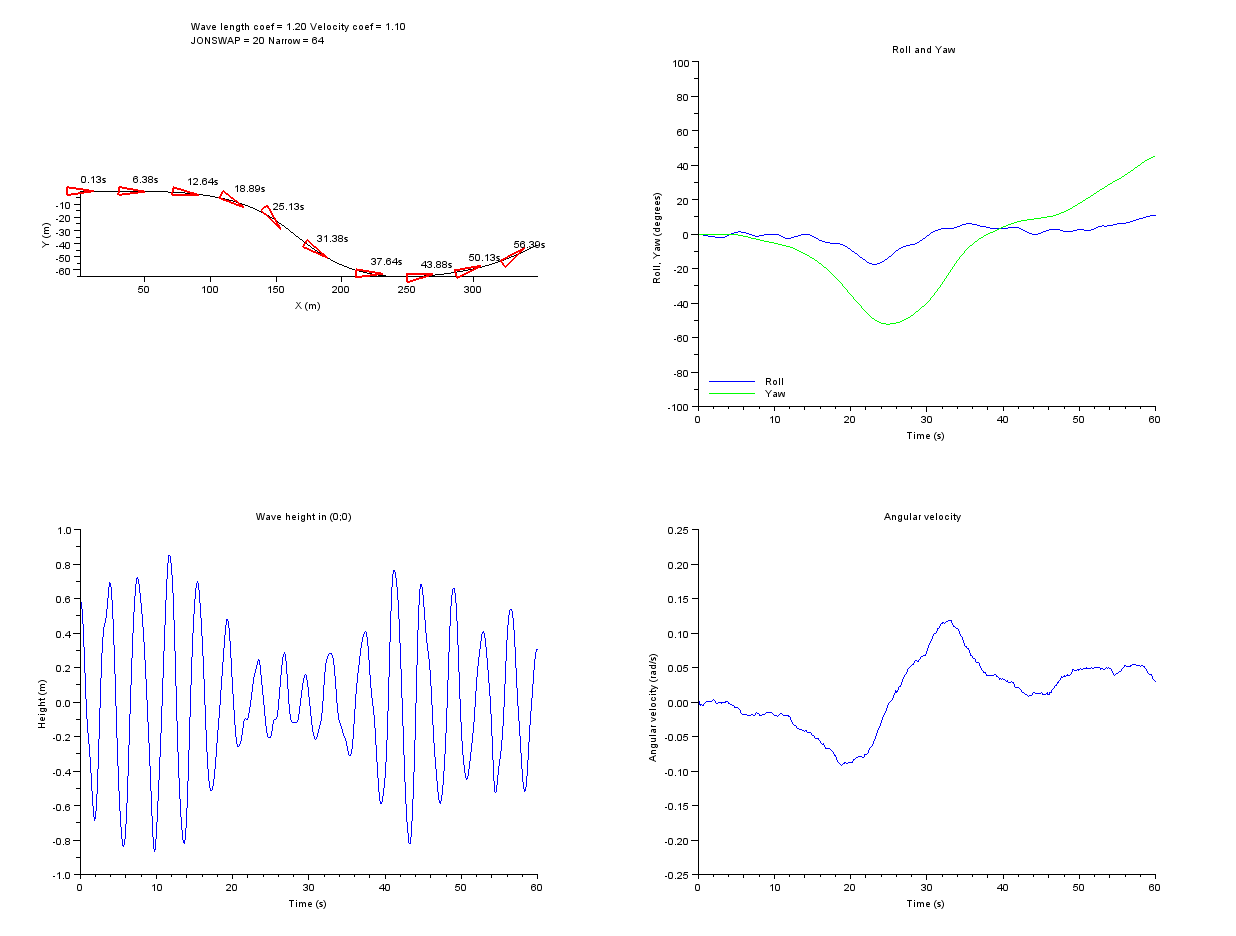 Wave length coef = 1.20 Velocity coef = 1.10
JONSWAP = 20 Narrow = 64
0.13s
6.38s
12.64s
18.89s
25.13s
31.38s
37.64s
43.88s
50.13s
56.39s
-10
-20
-30
-40
-50
-60
Y (m)
50
100
150
200
250
300
X (m)
Roll and Yaw
100
80
60
40
20
0
-20
-40
-60
-80
-100
Roll, Yaw (degrees)
Roll
Yaw
0
10
20
30
40
50
60
Time (s)
Wave height in (0;0)
1.0
0.8
0.6
0.4
0.2
0.0
-0.2
-0.4
-0.6
-0.8
-1.0
Height (m)
0
10
20
30
40
50
60
Time (s)
Angular velocity
0.25
0.20
0.15
0.10
0.05
0.00
-0.05
-0.10
-0.15
-0.20
-0.25
Angular velocity (rad/s)
0
10
20
30
40
50
60
Time (s)